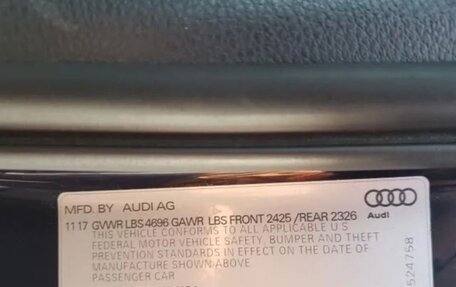 MFD. BY AUDI AG
11 17 GVWR LBS 4696 GAWR LBS FRONT 2425 /REAR 2326
THIS VEHICLE CONFORMS TO ALL APPLICABLE U S
FEDERAL MOTOR VEHICLE SAFETY, BUMPER AND THEFT
PREVENTION STANDARDS IN EFFECT ON THE DATE OF
MANUFACTURE SHOWN ABOVE
PASSENGER CAR
Audi
524758